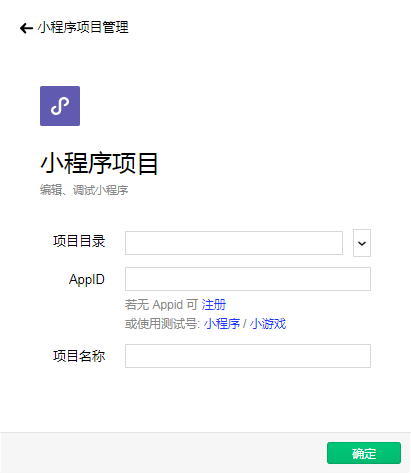 小程序项目管理
小程序项目
编辑、调试小程序
项目目录
AppID
若无 Appid 可 注册
或使用测试号: 小程序 / 小游戏
项目名称
确定